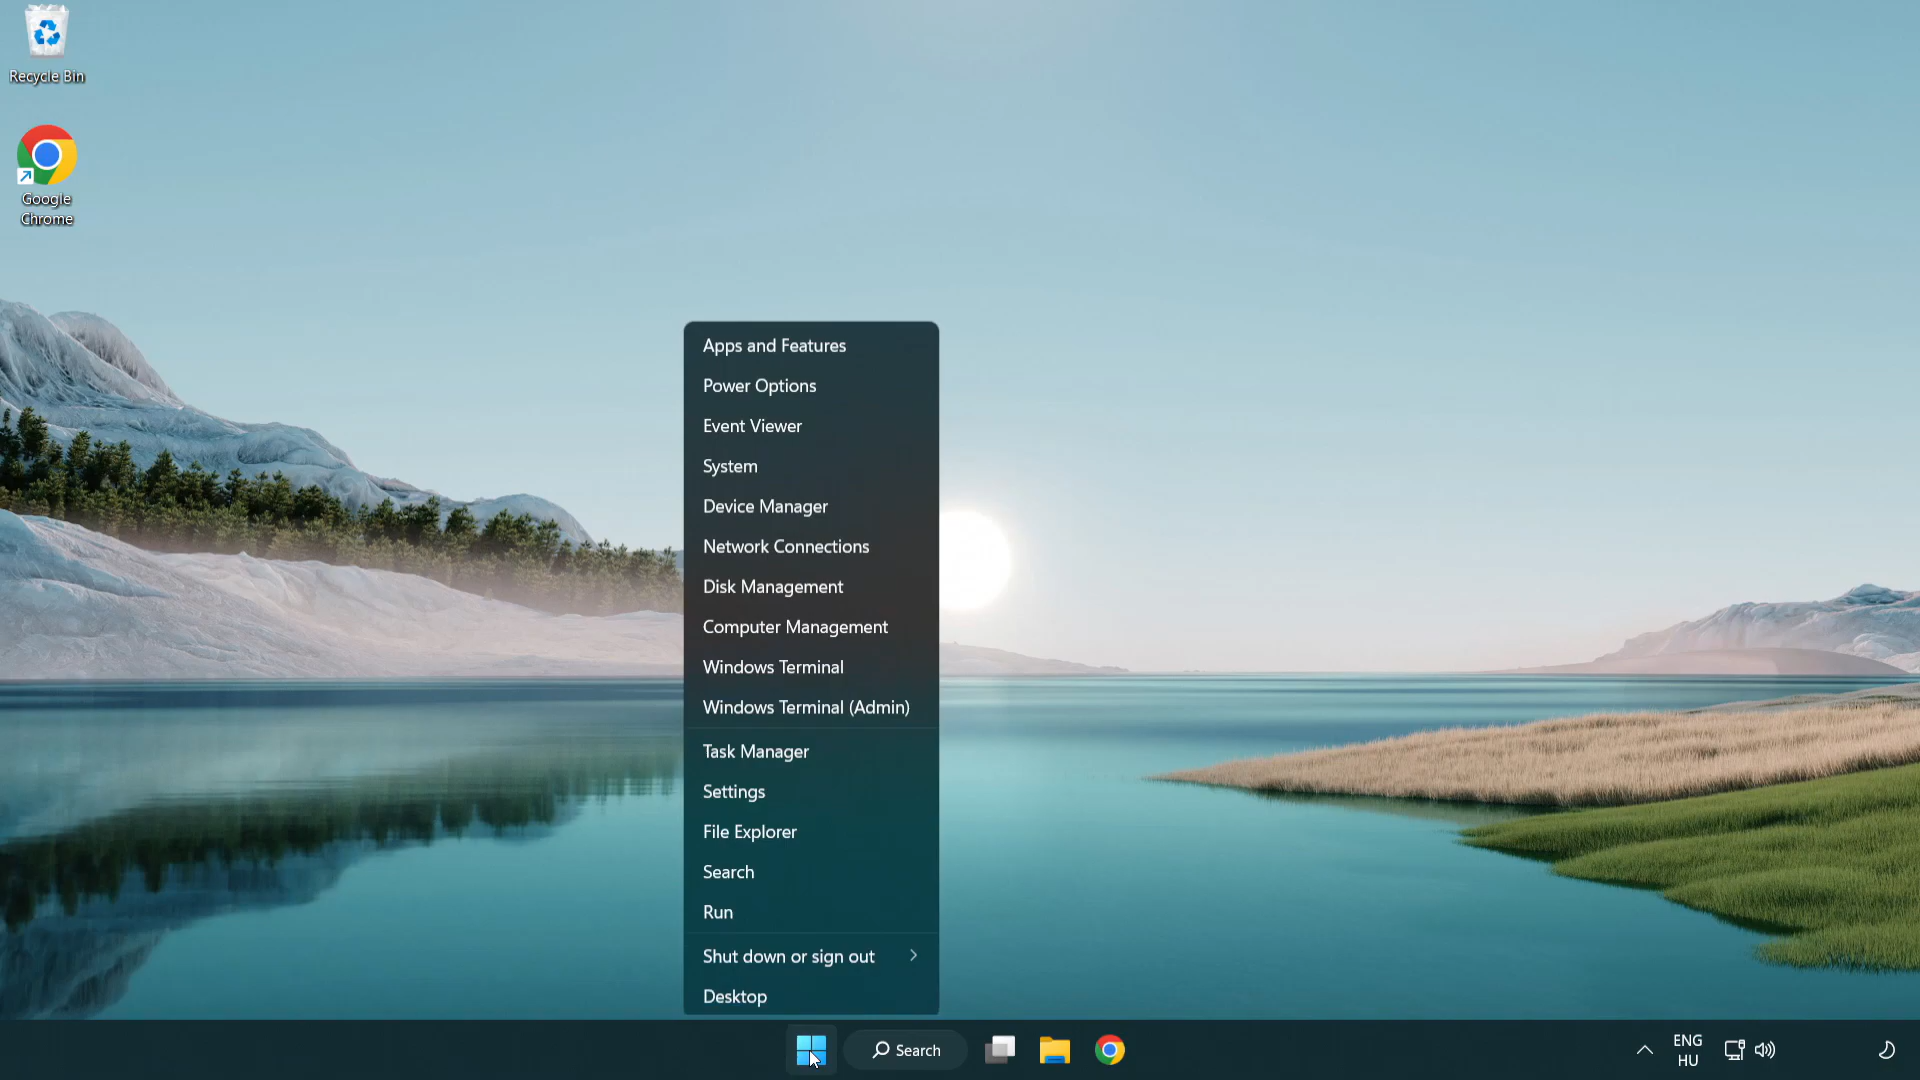 Recycle Bin
Google
Chrome
Apps and Features
Power Options
Event Viewer
System
Device Manager
Network Connections
Disk Management
Computer Management
Windows Terminal
Windows Terminal (Admin)
Task Manager
Settings
File Explorer
Search
Run
Shut down or sign out
Desktop
Search
ENG
HU